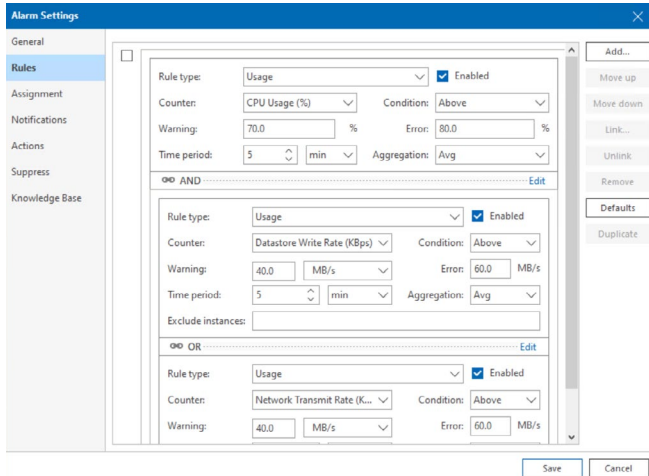 Alarm Settings
General
Rules
Assignment
Notifications
Actions
Suppress
Knowledge Base
Rule type: Usage Enabled
Counter: CPU Usage (%) Condition: Above
Warning: 70.0 % Error: 80.0 %
Time period: 5 min Aggregation: Avg
AND Edit
Rule type: Usage Enabled
Counter: Datastore Write Rate (KBps) Condition: Above
Warning: 40.0 MB/s Error: 60.0 MB/s
Time period: 5 min Aggregation: Avg
Exclude instances:
OR Edit
Rule type: Usage Enabled
Counter: Network Transmit Rate (K... Condition: Above
Warning: 40.0 MB/s Error: 60.0 MB/s
Add...
Move up
Move down
Link...
Unlink
Remove
Defaults
Duplicate
Save Cancel